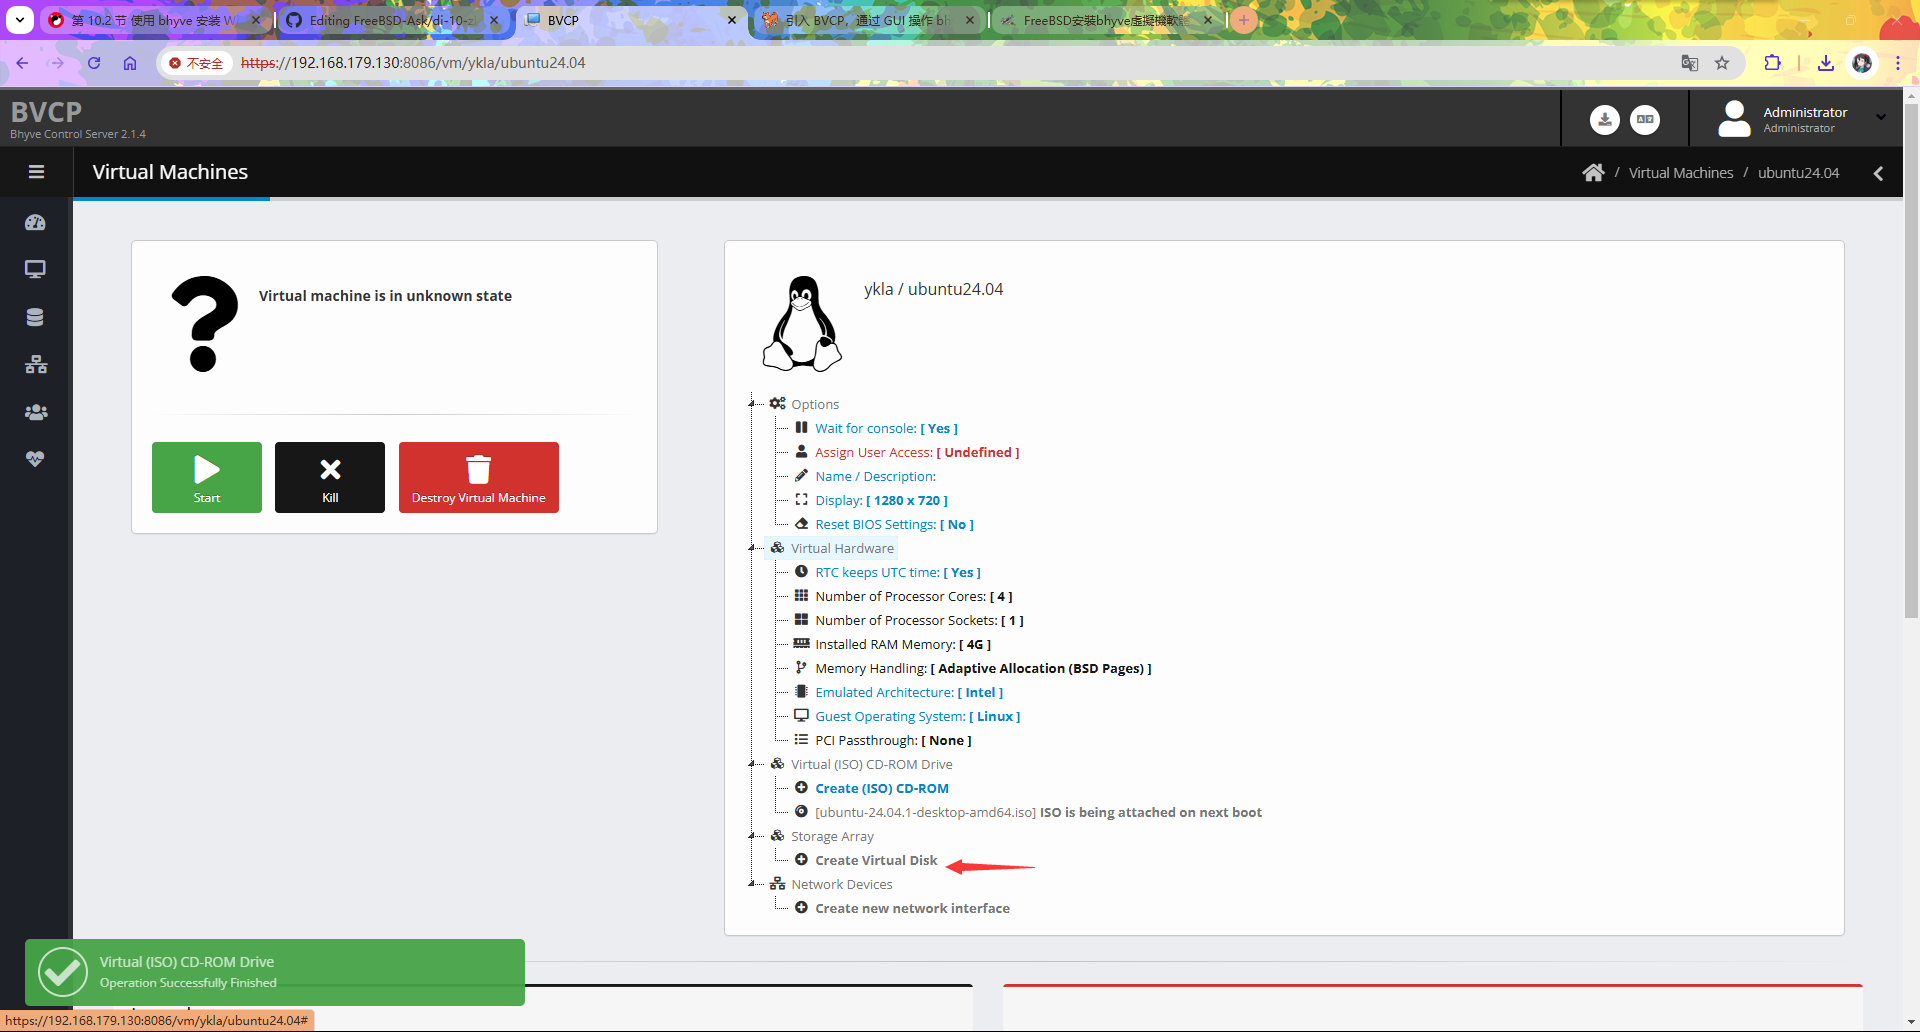 第 10.2 节 使用 bhyve 安装 W
Editing FreeBSD-Ask/di-10-z
BVCP
引入 BVCP，通过 GUI 操作 bh
FreeBSD安裝bhyve虛擬機軟
不安全
https://192.168.179.130:8086/vm/ykla/ubuntu24.04
BVCP
Bhyve Control Server 2.1.4
Administrator
Administrator
Virtual Machines
/ Virtual Machines / ubuntu24.04
Virtual machine is in unknown state
Start
Kill
Destroy Virtual Machine
ykla / ubuntu24.04
Options
Wait for console: [ Yes ]
Assign User Access: [ Undefined ]
Name / Description:
Display: [ 1280 x 720 ]
Reset BIOS Settings: [ No ]
Virtual Hardware
RTC keeps UTC time: [ Yes ]
Number of Processor Cores: [ 4 ]
Number of Processor Sockets: [ 1 ]
Installed RAM Memory: [ 4G ]
Memory Handling: [ Adaptive Allocation (BSD Pages) ]
Emulated Architecture: [ Intel ]
Guest Operating System: [ Linux ]
PCI Passthrough: [ None ]
Virtual (ISO) CD-ROM Drive
Create (ISO) CD-ROM
[ubuntu-24.04.1-desktop-amd64.iso] ISO is being attached on next boot
Storage Array
Create Virtual Disk
Network Devices
Create new network interface
Virtual (ISO) CD-ROM Drive
Operation Successfully Finished
https://192.168.179.130:8086/vm/ykla/ubuntu24.04#